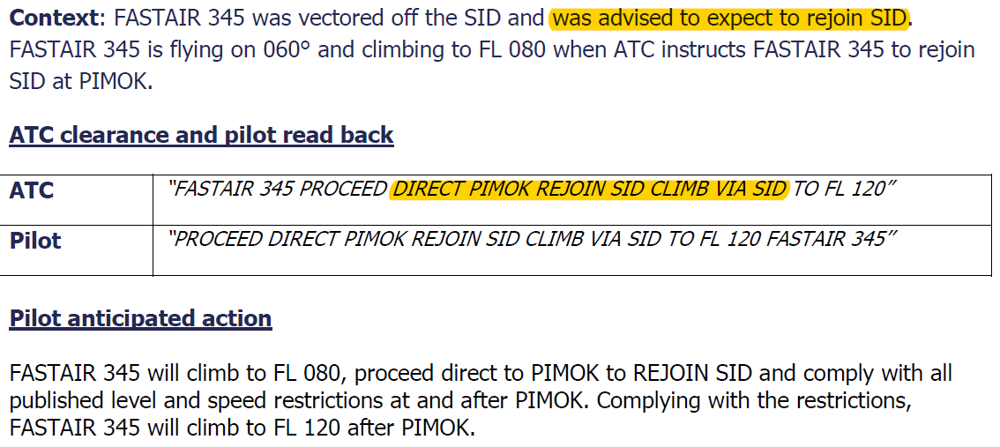 Context: FASTAIR 345 was vectored off the SID and was advised to expect to rejoin SID.
FASTAIR 345 is flying on 060° and climbing to FL 080 when ATC instructs FASTAIR 345 to rejoin
SID at PIMOK.
ATC clearance and pilot read back
ATC "FASTAIR 345 PROCEED DIRECT PIMOK REJOIN SID CLIMB VIA SID TO FL 120"
Pilot "PROCEED DIRECT PIMOK REJOIN SID CLIMB VIA SID TO FL 120 FASTAIR 345"
Pilot anticipated action
FASTAIR 345 will climb to FL 080, proceed direct to PIMOK to REJOIN SID and comply with all
published level and speed restrictions at and after PIMOK. Complying with the restrictions,
FASTAIR 345 will climb to FL 120 after PIMOK.